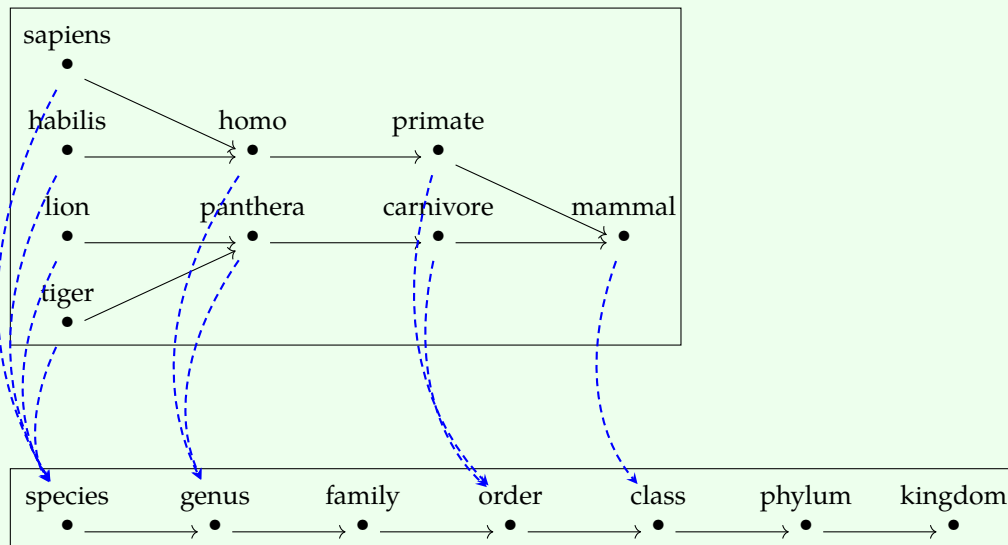 sapiens
habilis homo primate
lion panthera carnivore mammal
tiger
species genus family order class phylum kingdom